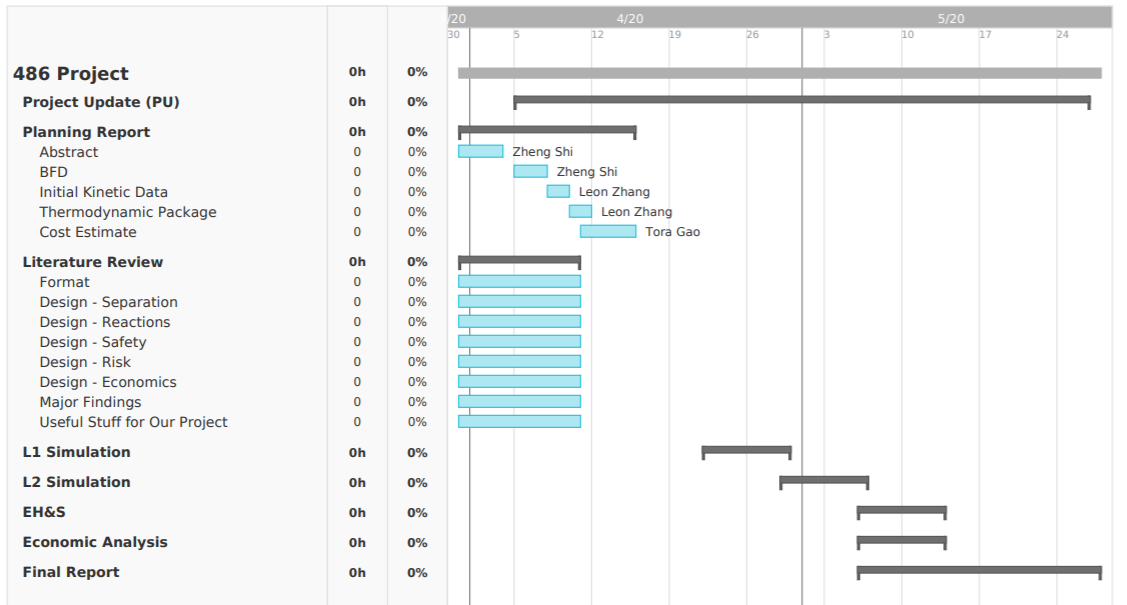 /20 4/20 5/20
30 5 12 19 26 3 10 17 24
486 Project 0h 0%
Project Update (PU) 0h 0%
Planning Report 0h 0%
Abstract 0 0% Zheng Shi
BFD 0 0% Zheng Shi
Initial Kinetic Data 0 0% Leon Zhang
Thermodynamic Package 0 0% Leon Zhang
Cost Estimate 0 0% Tora Gao
Literature Review 0h 0%
Format 0 0%
Design - Separation 0 0%
Design - Reactions 0 0%
Design - Safety 0 0%
Design - Risk 0 0%
Design - Economics 0 0%
Major Findings 0 0%
Useful Stuff for Our Project 0 0%
L1 Simulation 0h 0%
L2 Simulation 0h 0%
EH&S 0h 0%
Economic Analysis 0h 0%
Final Report 0h 0%